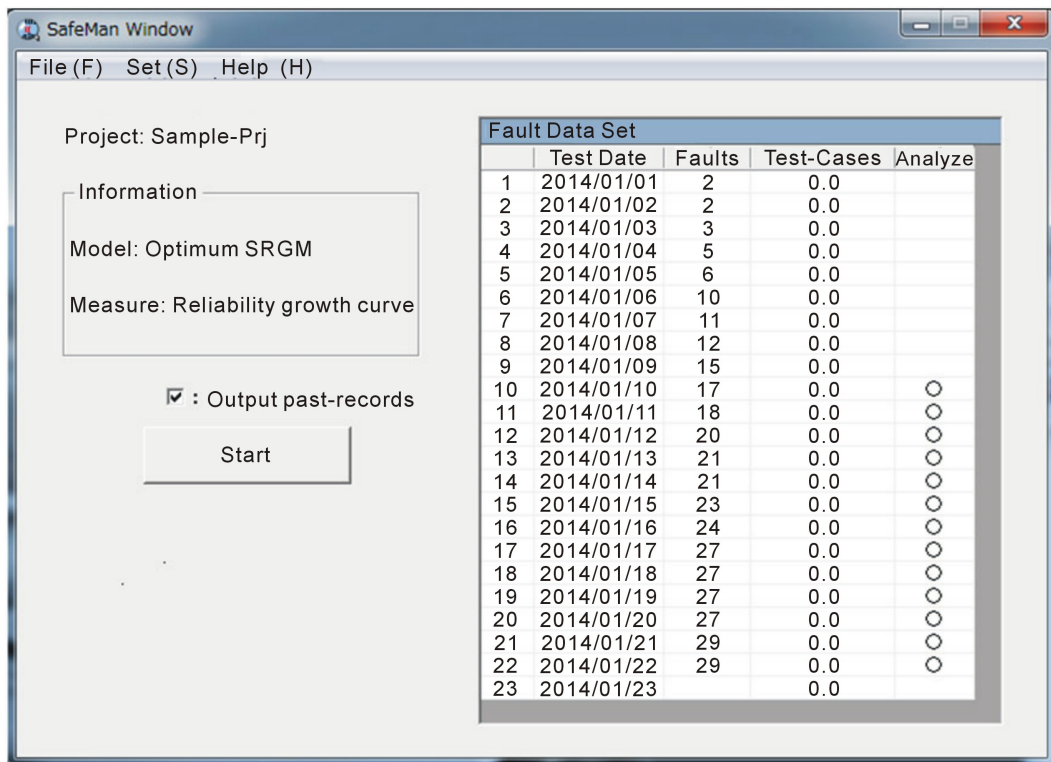 SafeMan Window
File (F) Set (S) Help (H)
Project: Sample-Prj
Information
Model: Optimum SRGM
Measure: Reliability growth curve
: Output past-records
Start
Fault Data Set
Test Date Faults Test-Cases Analyze
1 2014/01/01 2 0.0
2 2014/01/02 2 0.0
3 2014/01/03 3 0.0
4 2014/01/04 5 0.0
5 2014/01/05 6 0.0
6 2014/01/06 10 0.0
7 2014/01/07 11 0.0
8 2014/01/08 12 0.0
9 2014/01/09 15 0.0
10 2014/01/10 17 0.0 ○
11 2014/01/11 18 0.0 ○
12 2014/01/12 20 0.0 ○
13 2014/01/13 21 0.0 ○
14 2014/01/14 21 0.0 ○
15 2014/01/15 23 0.0 ○
16 2014/01/16 24 0.0 ○
17 2014/01/17 27 0.0 ○
18 2014/01/18 27 0.0 ○
19 2014/01/19 27 0.0 ○
20 2014/01/20 27 0.0 ○
21 2014/01/21 29 0.0 ○
22 2014/01/22 29 0.0 ○
23 2014/01/23 0.0